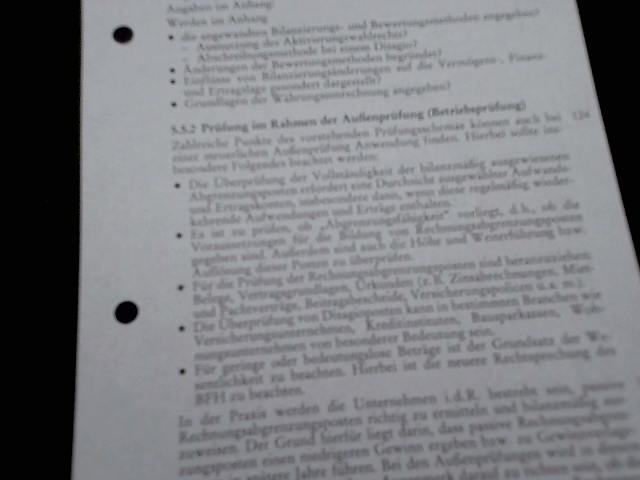 Angaben im Anhang:
Werden im Anhang
• die angewandten Bilanzierungs- und Bewertungsmethoden angegeben?
– Ausnutzung des Aktivierungswahlrechts?
– Abschreibungsmethode bei einem Disagio?
• Änderungen der Bewertungsmethoden begründet?
• Einflüsse von Bilanzierungsänderungen auf die Vermögens-, Finanz-
und Ertragslage gesondert dargestellt?
• Grundlagen der Währungsumrechnung angegeben?
5.5.2 Prüfung im Rahmen der Außenprüfung (Betriebsprüfung)
Zahlreiche Punkte des vorstehenden Prüfungsschemas können auch bei 124
einer steuerlichen Außenprüfung Anwendung finden. Hierbei sollte ins-
besondere Folgendes beachtet werden:
• Die Überprüfung der Vollständigkeit der bilanzmäßig ausgewiesenen
Abgrenzungsposten erfordert eine Durchsicht ausgewählter Aufwands-
und Ertragskonten, insbesondere dann, wenn diese regelmäßig wieder-
kehrende Aufwendungen und Erträge enthalten.
• Es ist zu prüfen, ob „Abgrenzungsfähigkeit“ vorliegt, d.h., ob die
Voraussetzungen für die Bildung von Rechnungsabgrenzungsposten
gegeben sind. Außerdem sind auch die Höhe und Weiterführung bzw.
Auflösung dieser Posten zu überprüfen.
• Für die Prüfung der Rechnungsabgrenzungsposten sind heranzuziehen:
Belege, Vertragsgrundlagen, Urkunden (z.B. Zinsabrechnungen, Miet-
und Pachtverträge, Beitragsbescheide, Versicherungspolicen u.a.m.).
• Die Überprüfung von Disagioposten kann in bestimmten Branchen wie
Versicherungsunternehmen, Kreditinstituten, Bausparkassen, Woh-
nungsunternehmen von besonderer Bedeutung sein.
• Für geringe oder bedeutungslose Beträge ist der Grundsatz der We-
sentlichkeit zu beachten. Hierbei ist die neuere Rechtsprechung des
BFH zu beachten.
In der Praxis werden die Unternehmen i.d.R. bestrebt sein, passive
Rechnungsabgrenzungsposten richtig zu ermitteln und bilanzmäßig aus-
zuweisen. Der Grund hierfür liegt darin, dass passive Rechnungsabgren-
zungsposten einen niedrigeren Gewinn ergeben bzw. zu
in spätere Jahre führen. Bei den Außenprüfungen wird in
darauf zu richten sein, ob